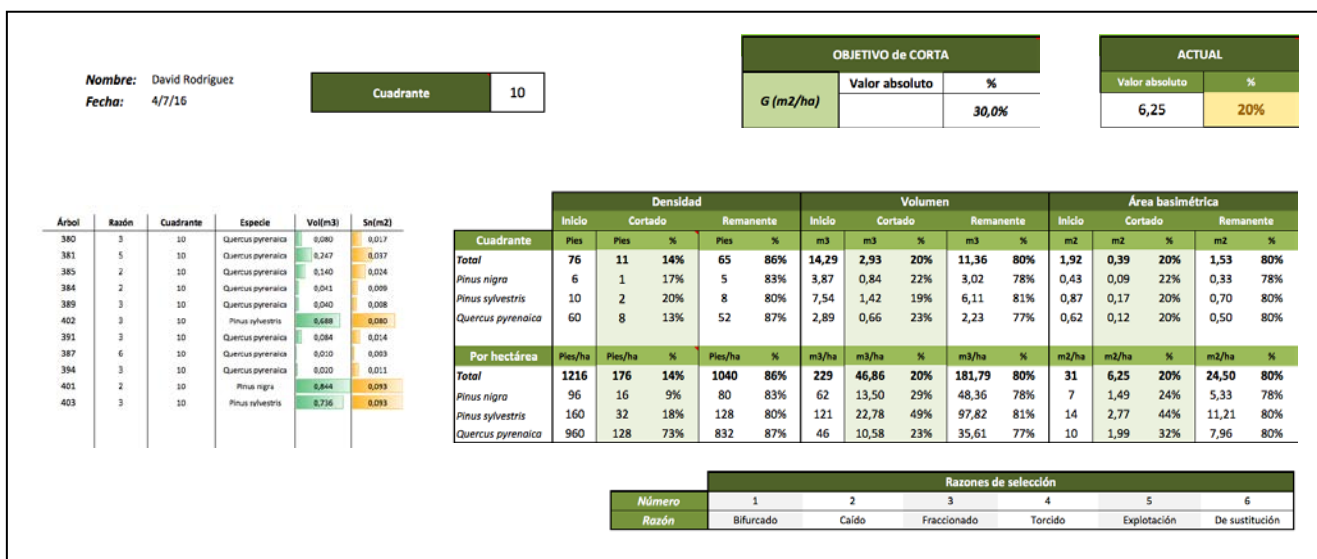 OBJETIVO de CORTA
ACTUAL
Nombre: David Rodríguez
Fecha: 4/7/16
Cuadrante 10
G (m2/ha) Valor absoluto %
30,0%
Valor absoluto %
6,25 20%
Árbol Razón Cuadrante Especie Vol(m3) Sn(m2)
380 3 10 Quercus pyrenaica 0,080 0,017
381 5 10 Quercus pyrenaica 0,247 0,037
385 2 10 Quercus pyrenaica 0,140 0,024
384 2 10 Quercus pyrenaica 0,041 0,009
389 3 10 Quercus pyrenaica 0,040 0,008
402 3 10 Pinus sylvestris 0,688 0,080
391 3 10 Quercus pyrenaica 0,084 0,014
387 6 10 Quercus pyrenaica 0,010 0,003
394 3 10 Quercus pyrenaica 0,020 0,011
401 2 10 Pinus nigra 0,844 0,093
403 3 10 Pinus sylvestris 0,736 0,093
Densidad Volumen Área basimétrica
Inicio Cortado Remanente Inicio Cortado Remanente Inicio Cortado Remanente
Cuadrante Pies Pies % Pies % m3 m3 % m3 % m2 m2 % m2 %
Total 76 11 14% 65 86% 14,29 2,93 20% 11,36 80% 1,92 0,39 20% 1,53 80%
Pinus nigra 6 1 17% 5 83% 3,87 0,84 22% 3,02 78% 0,43 0,09 22% 0,33 78%
Pinus sylvestris 10 2 20% 8 80% 7,54 1,42 19% 6,11 81% 0,87 0,17 20% 0,70 80%
Quercus pyrenaica 60 8 13% 52 87% 2,89 0,66 23% 2,23 77% 0,62 0,12 20% 0,50 80%
Por hectárea Pies/ha Pies/ha % Pies/ha % m3/ha m3/ha % m3/ha % m2/ha m2/ha % m2/ha %
Total 1216 176 14% 1040 86% 229 46,86 20% 181,79 80% 31 6,25 20% 24,50 80%
Pinus nigra 96 16 9% 80 83% 62 13,50 29% 48,36 78% 7 1,49 24% 5,33 78%
Pinus sylvestris 160 32 18% 128 80% 121 22,78 49% 97,82 81% 14 2,77 44% 11,21 80%
Quercus pyrenaica 960 128 73% 832 87% 46 10,58 23% 35,61 77% 10 1,99 32% 7,96 80%
Razones de selección
Número 1 2 3 4 5 6
Razón Bifurcado Caído Fraccionado Torcido Explotación De sustitución